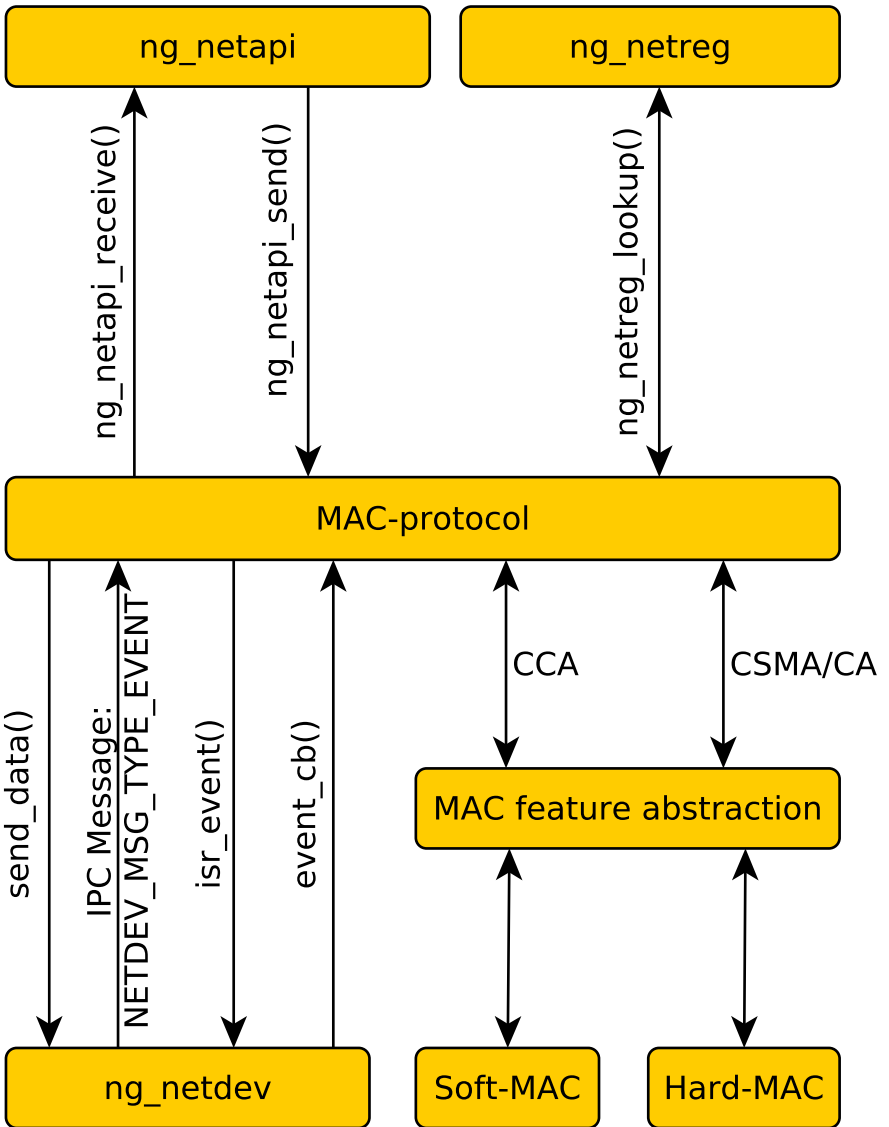 ng_netapi
ng_netreg
ng_netapi_receive()
ng_netapi_send()
ng_netreg_lookup()
MAC-protocol
send_data()
IPC Message:
NETDEV_MSG_TYPE_EVENT
isr_event()
event_cb()
CCA
CSMA/CA
MAC feature abstraction
ng_netdev
Soft-MAC
Hard-MAC